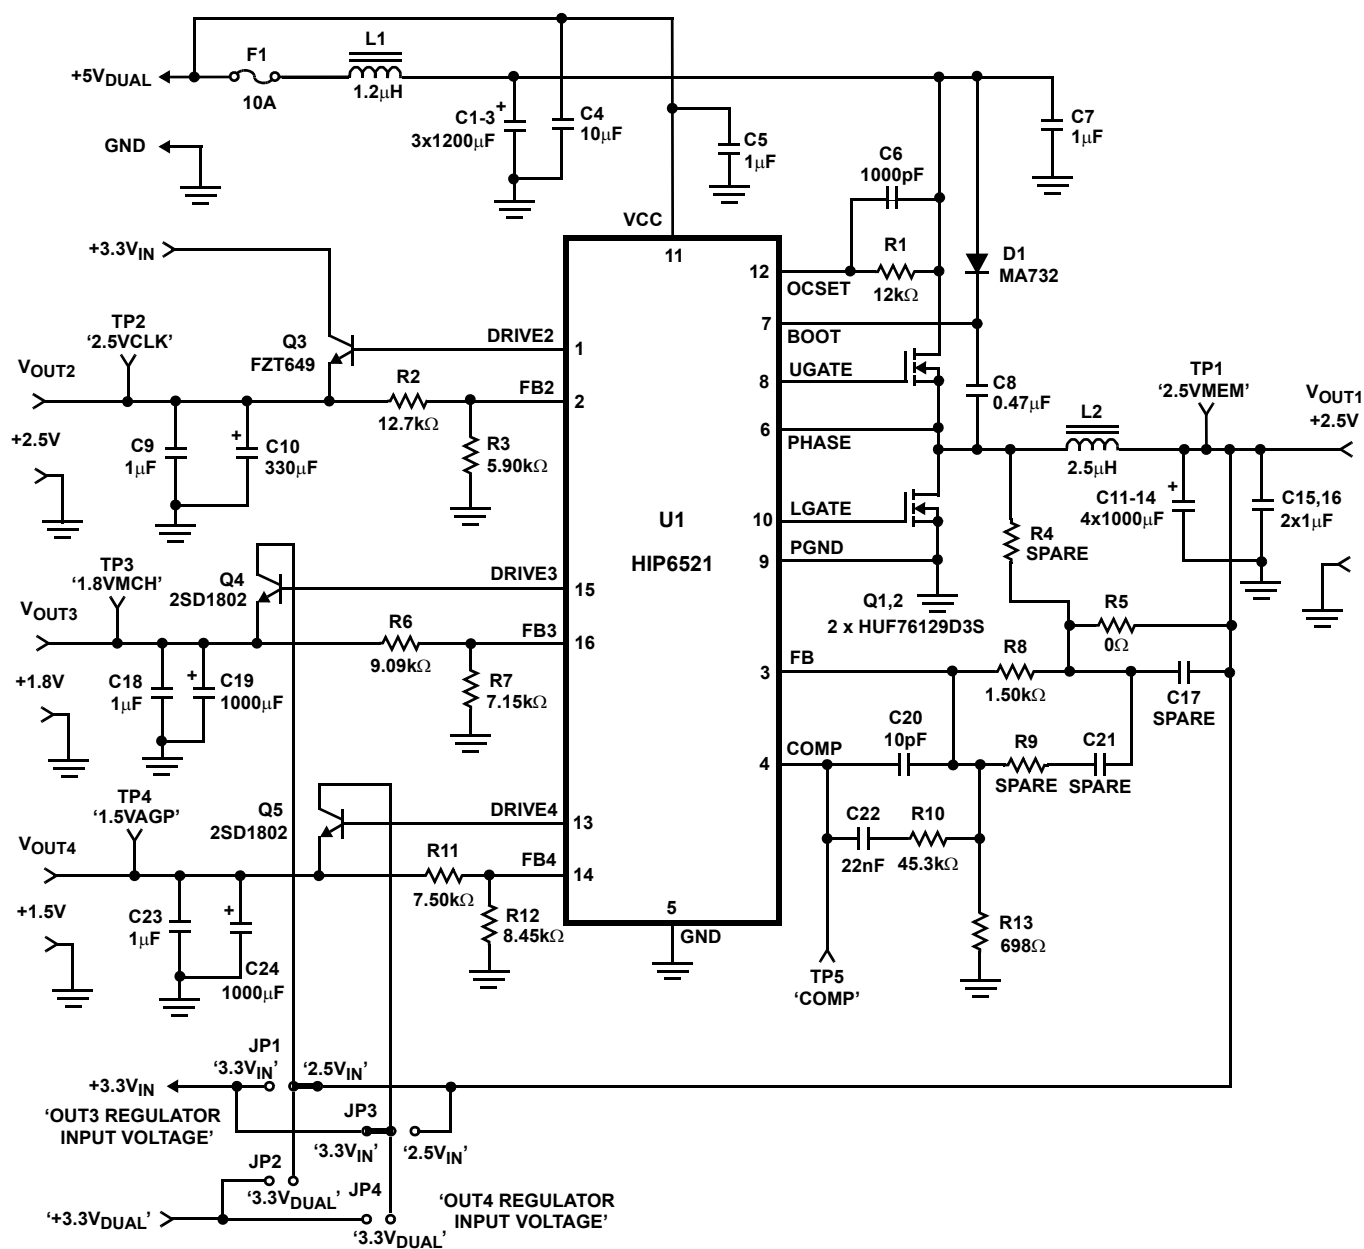 F1
L1
+5VDUAL
10A
1.2μH
C1-3
+
3x1200μF
C4
10μF
C5
1μF
C7
1μF
GND
C6
1000pF
VCC
11
+3.3VIN
12
OCSET
R1
12kΩ
D1
MA732
7
BOOT
TP2
'2.5VCLK'
Q3
FZT649
DRIVE2
1
UGATE
8
C8
0.47μF
TP1
'2.5VMEM'
VOUT1
+2.5V
VOUT2
R2
12.7kΩ
FB2
2
6
PHASE
L2
2.5μH
+2.5V
C9
1μF
+
C10
330μF
R3
5.90kΩ
+
C11-14
4x1000μF
C15,16
2x1μF
U1
HIP6521
LGATE
10
R4
SPARE
PGND
9
TP3
'1.8VMCH'
Q4
2SD1802
DRIVE3
15
Q1,2
2 x HUF76129D3S
R5
0Ω
VOUT3
R6
9.09kΩ
FB3
16
FB
3
R8
1.50kΩ
+1.8V
C18
1μF
+
C19
1000μF
R7
7.15kΩ
C17
SPARE
C20
10pF
COMP
4
R9
SPARE
C21
SPARE
TP4
'1.5VAGP'
Q5
2SD1802
DRIVE4
13
C22
22nF
R10
45.3kΩ
VOUT4
R11
7.50kΩ
FB4
14
+1.5V
C23
1μF
+
C24
1000μF
R12
8.45kΩ
5
GND
R13
698Ω
TP5
'COMP'
JP1
'3.3VIN'
'2.5VIN'
+3.3VIN
'OUT3 REGULATOR
INPUT VOLTAGE'
JP3
'3.3VIN'
'2.5VIN'
JP2
'3.3VDUAL'
JP4
'OUT4 REGULATOR
INPUT VOLTAGE'
'+3.3VDUAL'
'3.3VDUAL'